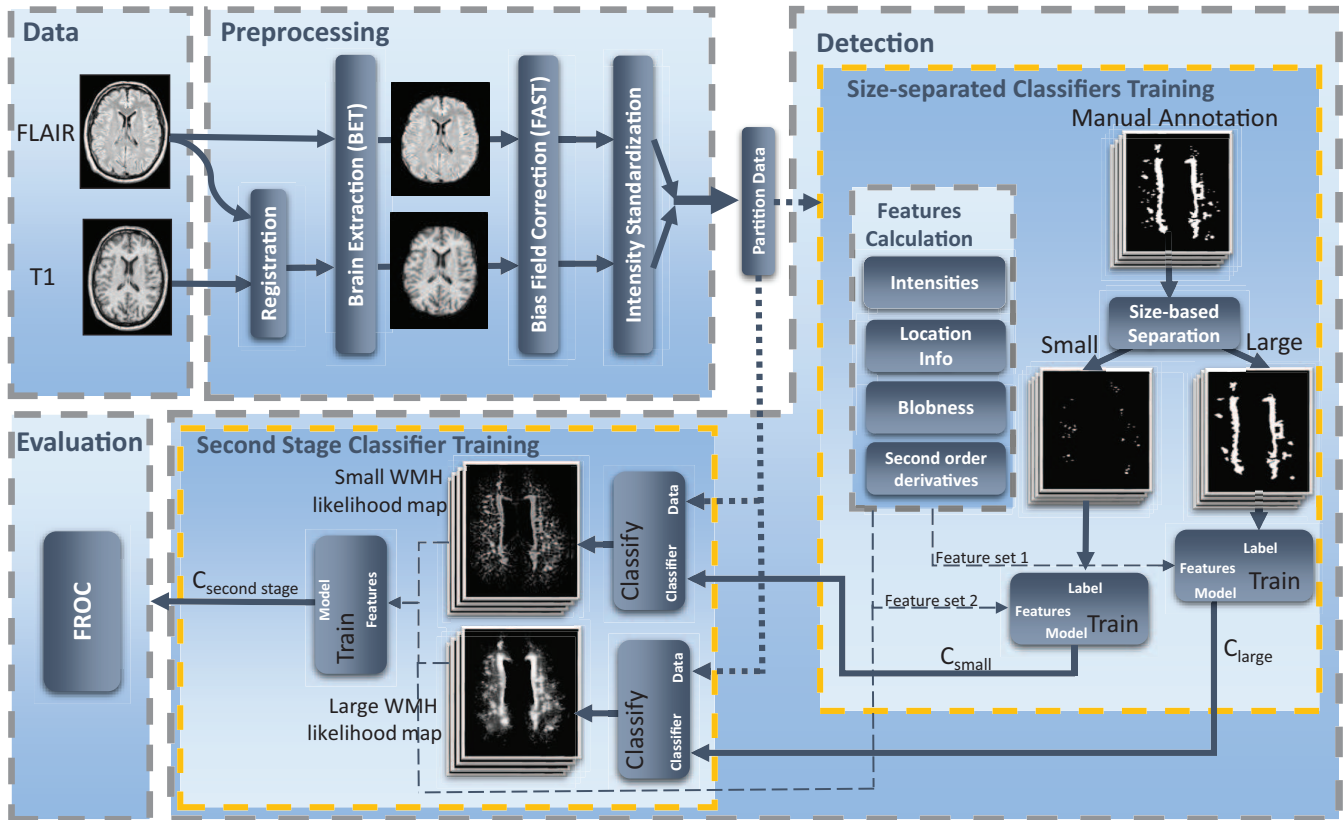 Data
FLAIR
T1
Preprocessing
Registration
Brain Extraction (BET)
Bias Field Correction (FAST)
Intensity Standardization
Partition Data
Detection
Size-separated Classifiers Training
Manual Annotation
Features
Calculation
Intensities
Location
Info
Blobness
Second order
derivatives
Size-based
Separation
Small
Large
Feature set 1
Label
Features
Model
Train
Feature set 2
Label
Features
Model
Train
Csmall
Clarge
Second Stage Classifier Training
Small WMH
likelihood map
Classify
Data
Classifier
Large WMH
likelihood map
Classify
Data
Classifier
Model
Train
Features
Csecond stage
Evaluation
FROC